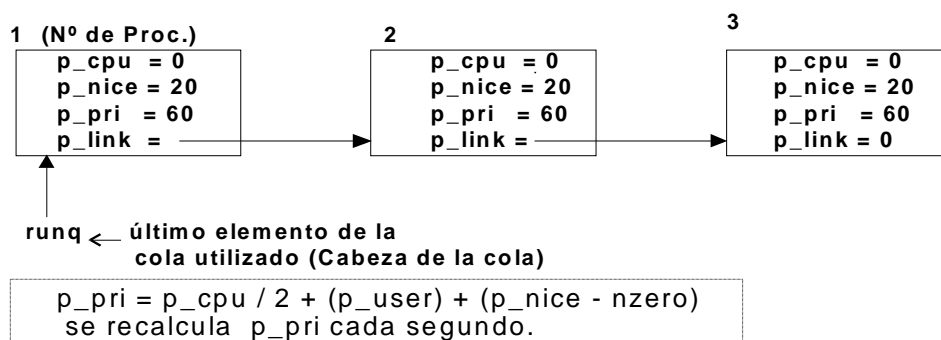 1 (Nº de Proc.)
p_cpu = 0
p_nice = 20
p_pri = 60
p_link =
2
p_cpu = 0
p_nice = 20
p_pri = 60
p_link =
3
p_cpu = 0
p_nice = 20
p_pri = 60
p_link = 0
runq
último elemento de la
cola utilizado (Cabeza de la cola)
p_pri = p_cpu / 2 + (p_user) + (p_nice - nzero)
se recalcula p_pri cada segundo.